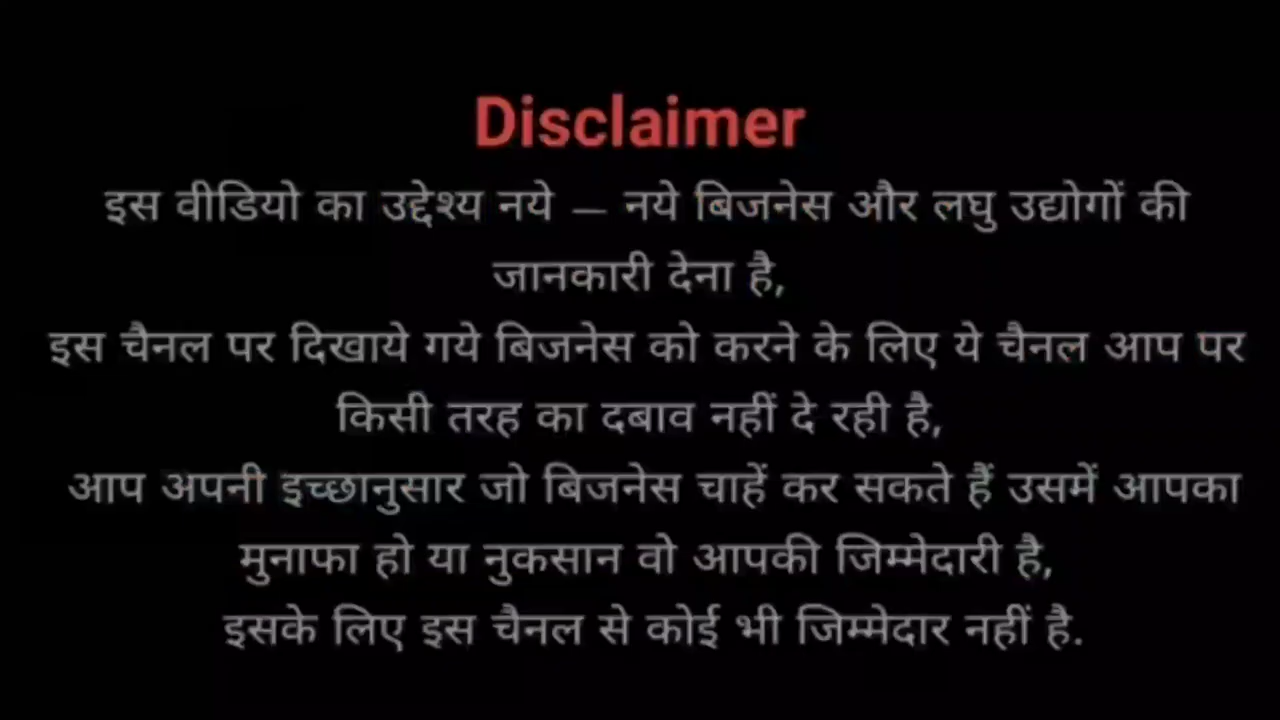 Disclaimer
इस वीडियो का उद्देश्य नये – नये बिजनेस और लघु उद्योगों की
जानकारी देना है,
इस चैनल पर दिखाये गये बिजनेस को करने के लिए ये चैनल आप पर
किसी तरह का दबाव नहीं दे रही है,
आप अपनी इच्छानुसार जो बिजनेस चाहें कर सकते हैं उसमें आपका
मुनाफा हो या नुकसान वो आपकी जिम्मेदारी है,
इसके लिए इस चैनल से कोई भी जिम्मेदार नहीं है.